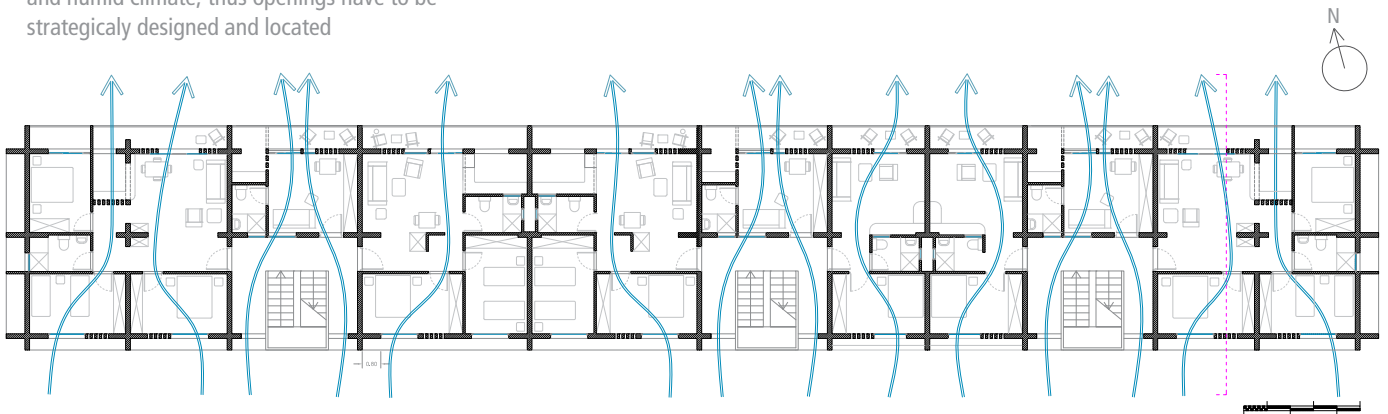 and humid climate, thus openings have to be
strategicaly designed and located
N
0,80